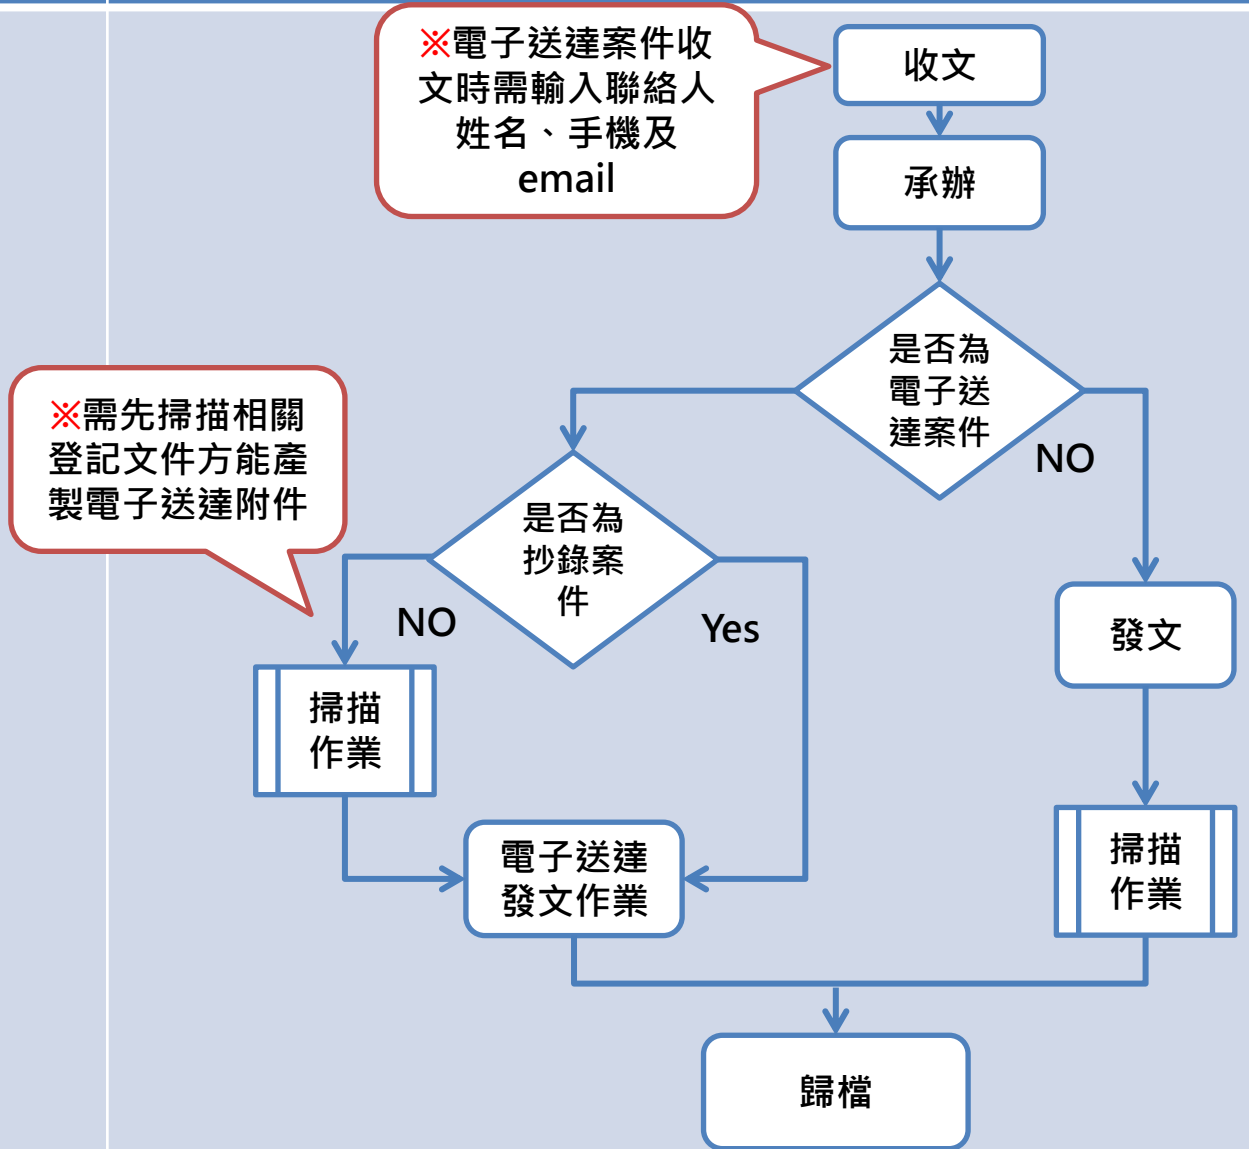 ※電子送達案件收
文時需輸入聯絡人
姓名、手機及
email
收文
承辦
是否為
電子送
達案件
NO
※需先掃描相關
登記文件方能產
製電子送達附件
是否為
抄錄案
件
NO
Yes
發文
掃描
作業
電子送達
發文作業
掃描
作業
歸檔